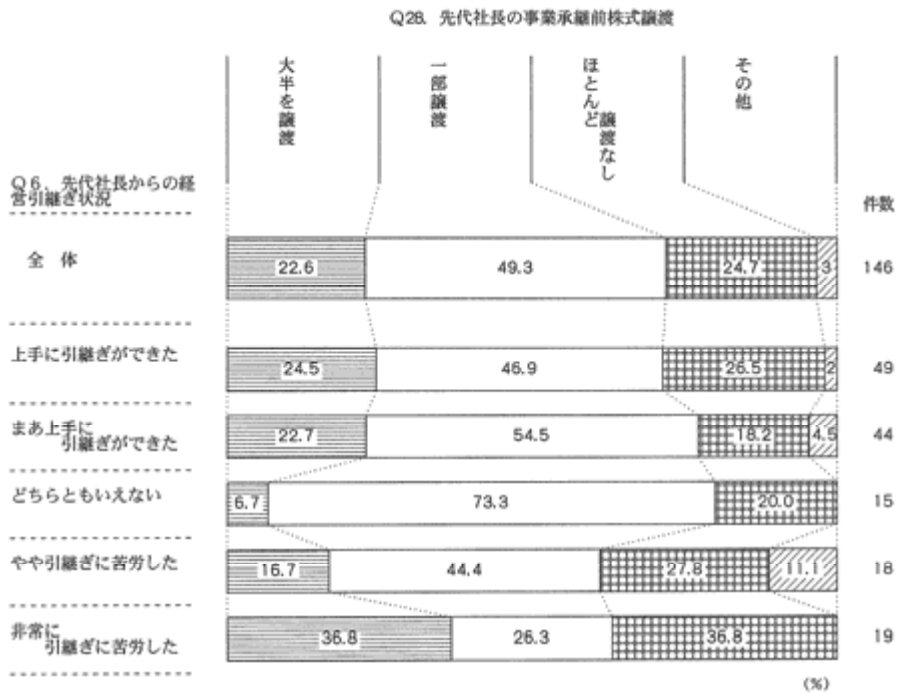 Q28. 先代社長の事業承継前株式譲渡
大半を譲渡
一部譲渡
ほとんど
譲渡なし
その他
Q6. 先代社長からの経
営引継ぎ状況
件数
全 体
22.6 49.3 24.7 3 146
上手に引継ぎができた
24.5 46.9 26.5 2 49
まあ上手に
引継ぎができた
22.7 54.5 18.2 4.5 44
どちらともいえない
6.7 73.3 20.0 15
やや引継ぎに苦労した
16.7 44.4 27.8 11.1 18
非常に
引継ぎに苦労した
36.8 26.3 36.8 19
(%)